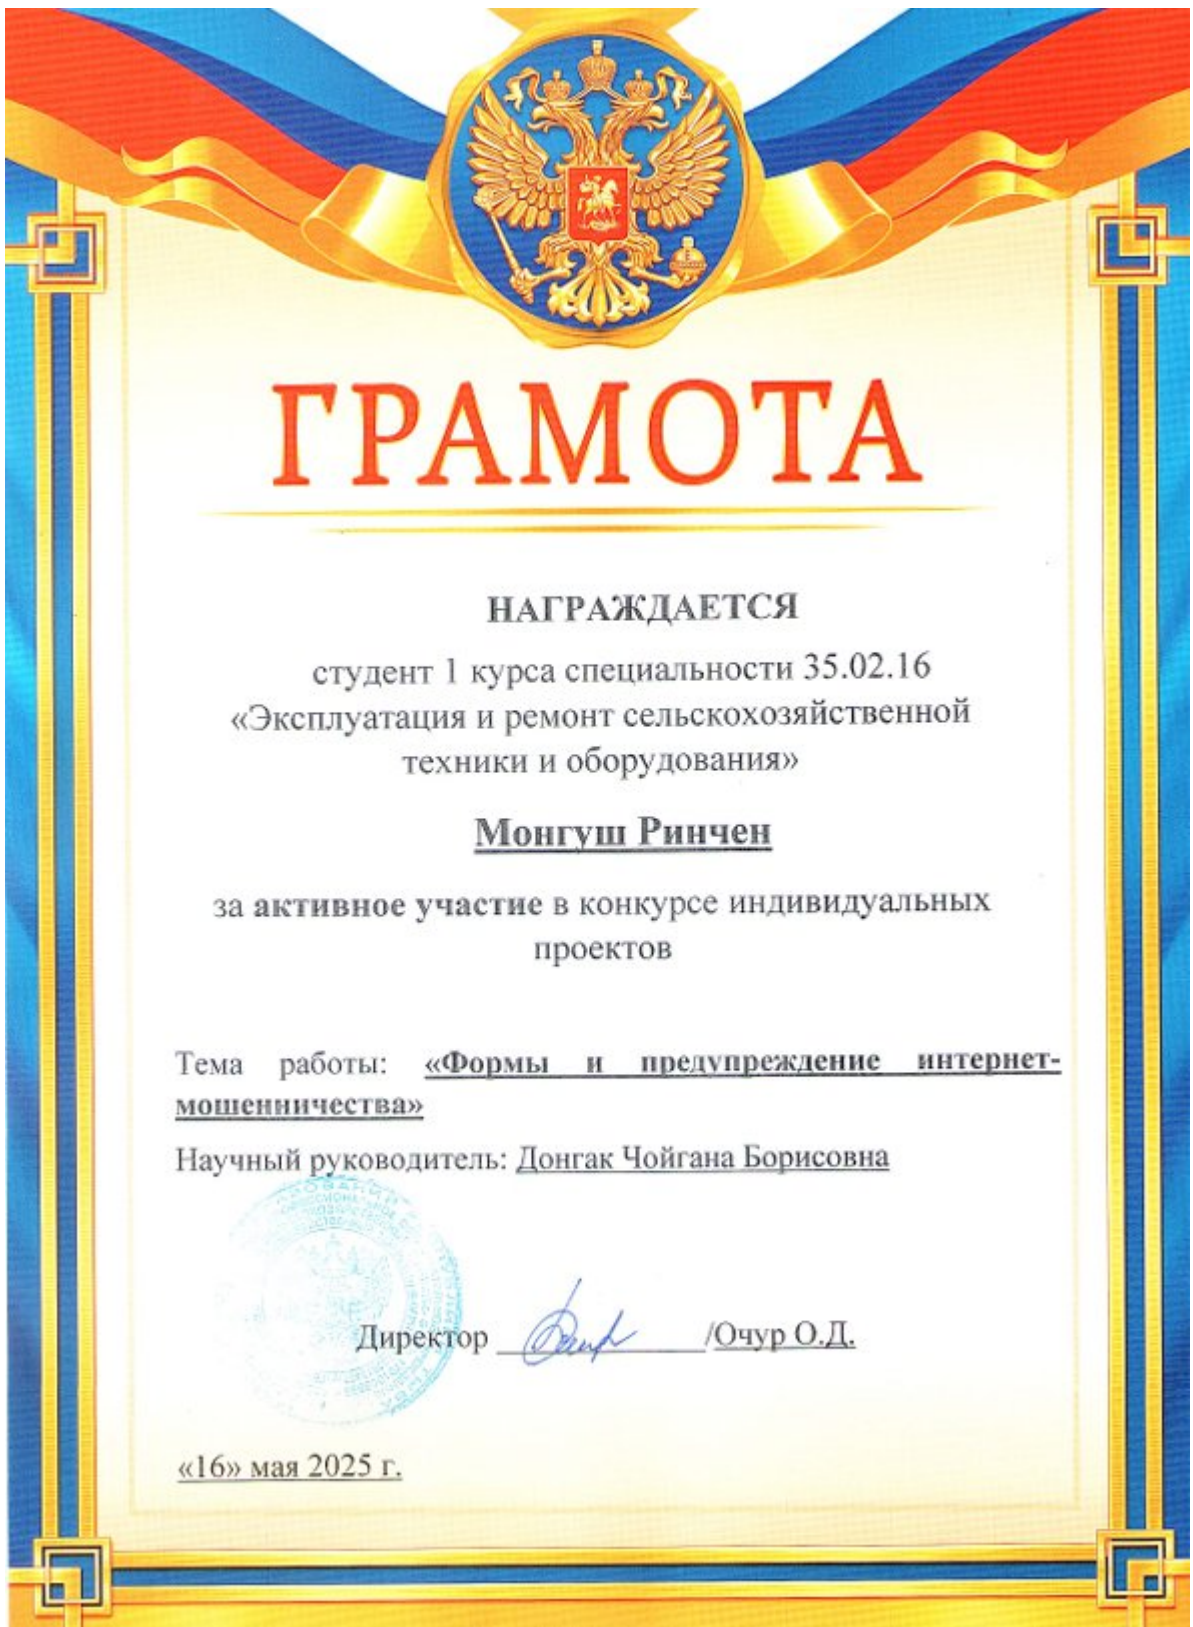 ГРАМОТА
НАГРАЖДАЕТСЯ
студент 1 курса специальности 35.02.16
«Эксплуатация и ремонт сельскохозяйственной
техники и оборудования»
Монгуш Ринчен
за активное участие в конкурсе индивидуальных
проектов
Тема работы: «Формы и предупреждение интернет-
мошенничества»
Научный руководитель: Донгак Чойгана Борисовна
Директор /Очур О.Д.
«16» мая 2025 г.